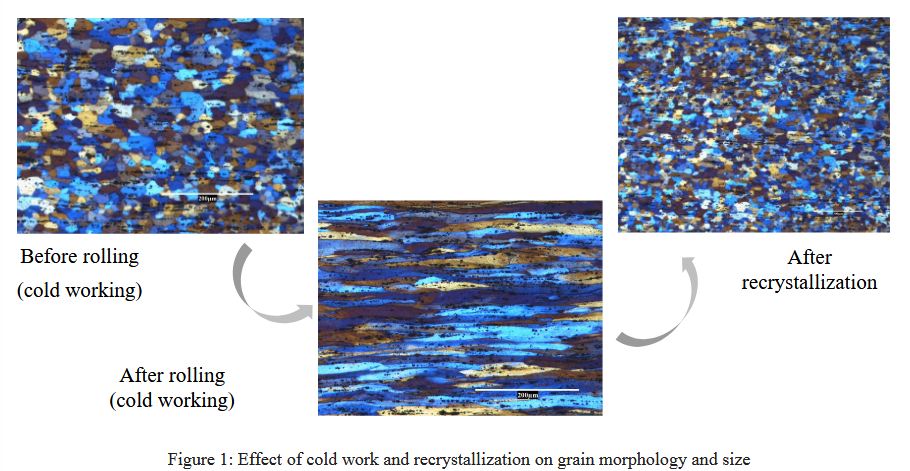 200µm
Before rolling
(cold working)
After
recrystallization
After rolling
(cold working)
200µm
Figure 1: Effect of cold work and recrystallization on grain morphology and size